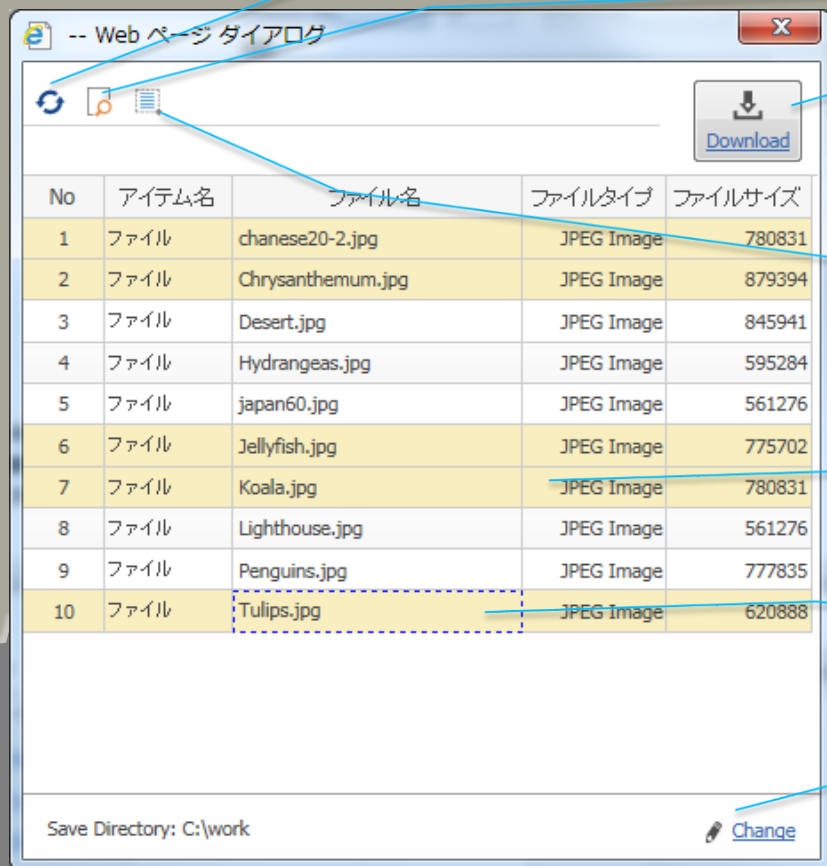 -- Web ページ ダイアログ
Download
No アイテム名 ファイル名 ファイルタイプ ファイルサイズ
1 ファイル chanese20-2.jpg JPEG Image 780831
2 ファイル Chrysanthemum.jpg JPEG Image 879394
3 ファイル Desert.jpg JPEG Image 845941
4 ファイル Hydrangeas.jpg JPEG Image 595284
5 ファイル japan60.jpg JPEG Image 561276
6 ファイル Jellyfish.jpg JPEG Image 775702
7 ファイル Koala.jpg JPEG Image 780831
8 ファイル Lighthouse.jpg JPEG Image 561276
9 ファイル Penguins.jpg JPEG Image 777835
10 ファイル Tulips.jpg JPEG Image 620888
Save Directory: C:\work Change